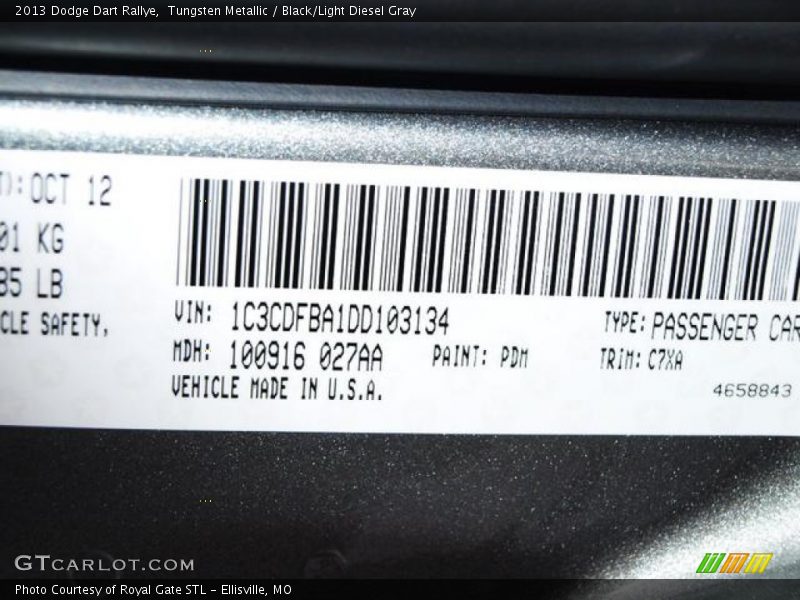 2013 Dodge Dart Rallye,  Tungsten Metallic / Black/Light Diesel Gray
T): OCT 12
01 KG
85 LB
CLE SAFETY,
VIN: 1C3CDFBA1DD103134
TYPE: PASSENGER CAR
MDH: 100916 027AA
PAINT: PDM
TRIM: C7XA
VEHICLE MADE IN U.S.A.
4658843
GTCARLOT.COM
Photo Courtesy of Royal Gate STL - Ellisville, MO